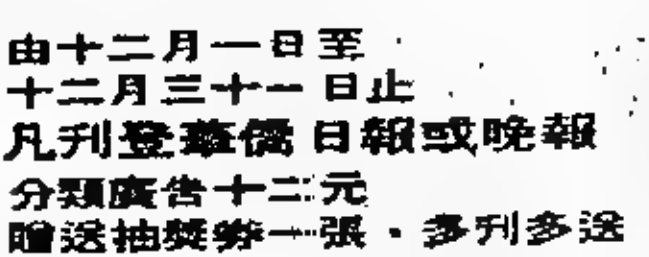 由十二月一日至
十二月三十一日止
凡刊登華僑日報或晚報
分類廣告十二元
贈送抽獎券一張·多刊多送